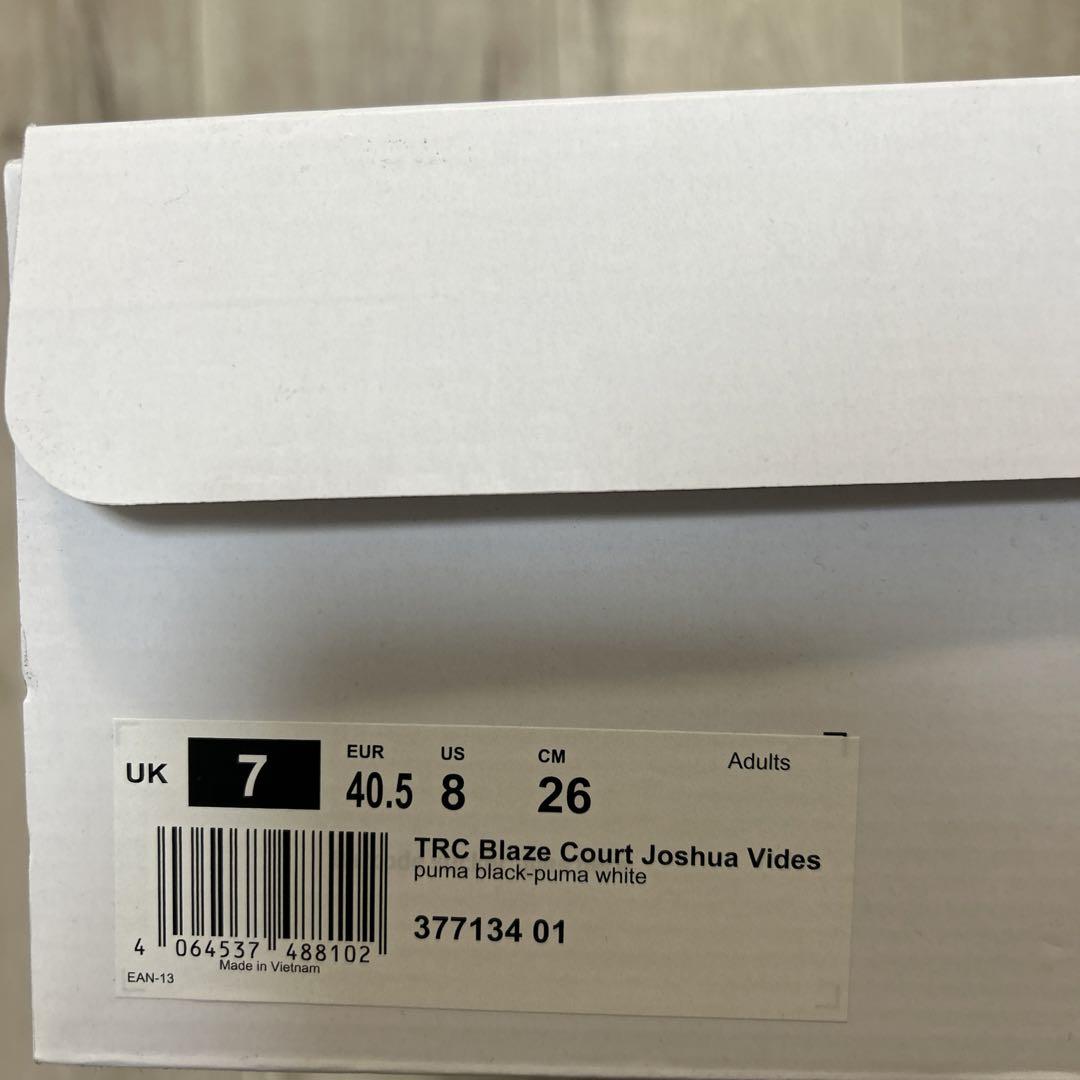 UK 7 EUR 40.5 US 8 CM 26 Adults
TRC Blaze Court Joshua Vides
puma black-puma white
377134 01
4 064537 488102
Made in Vietnam
EAN-13